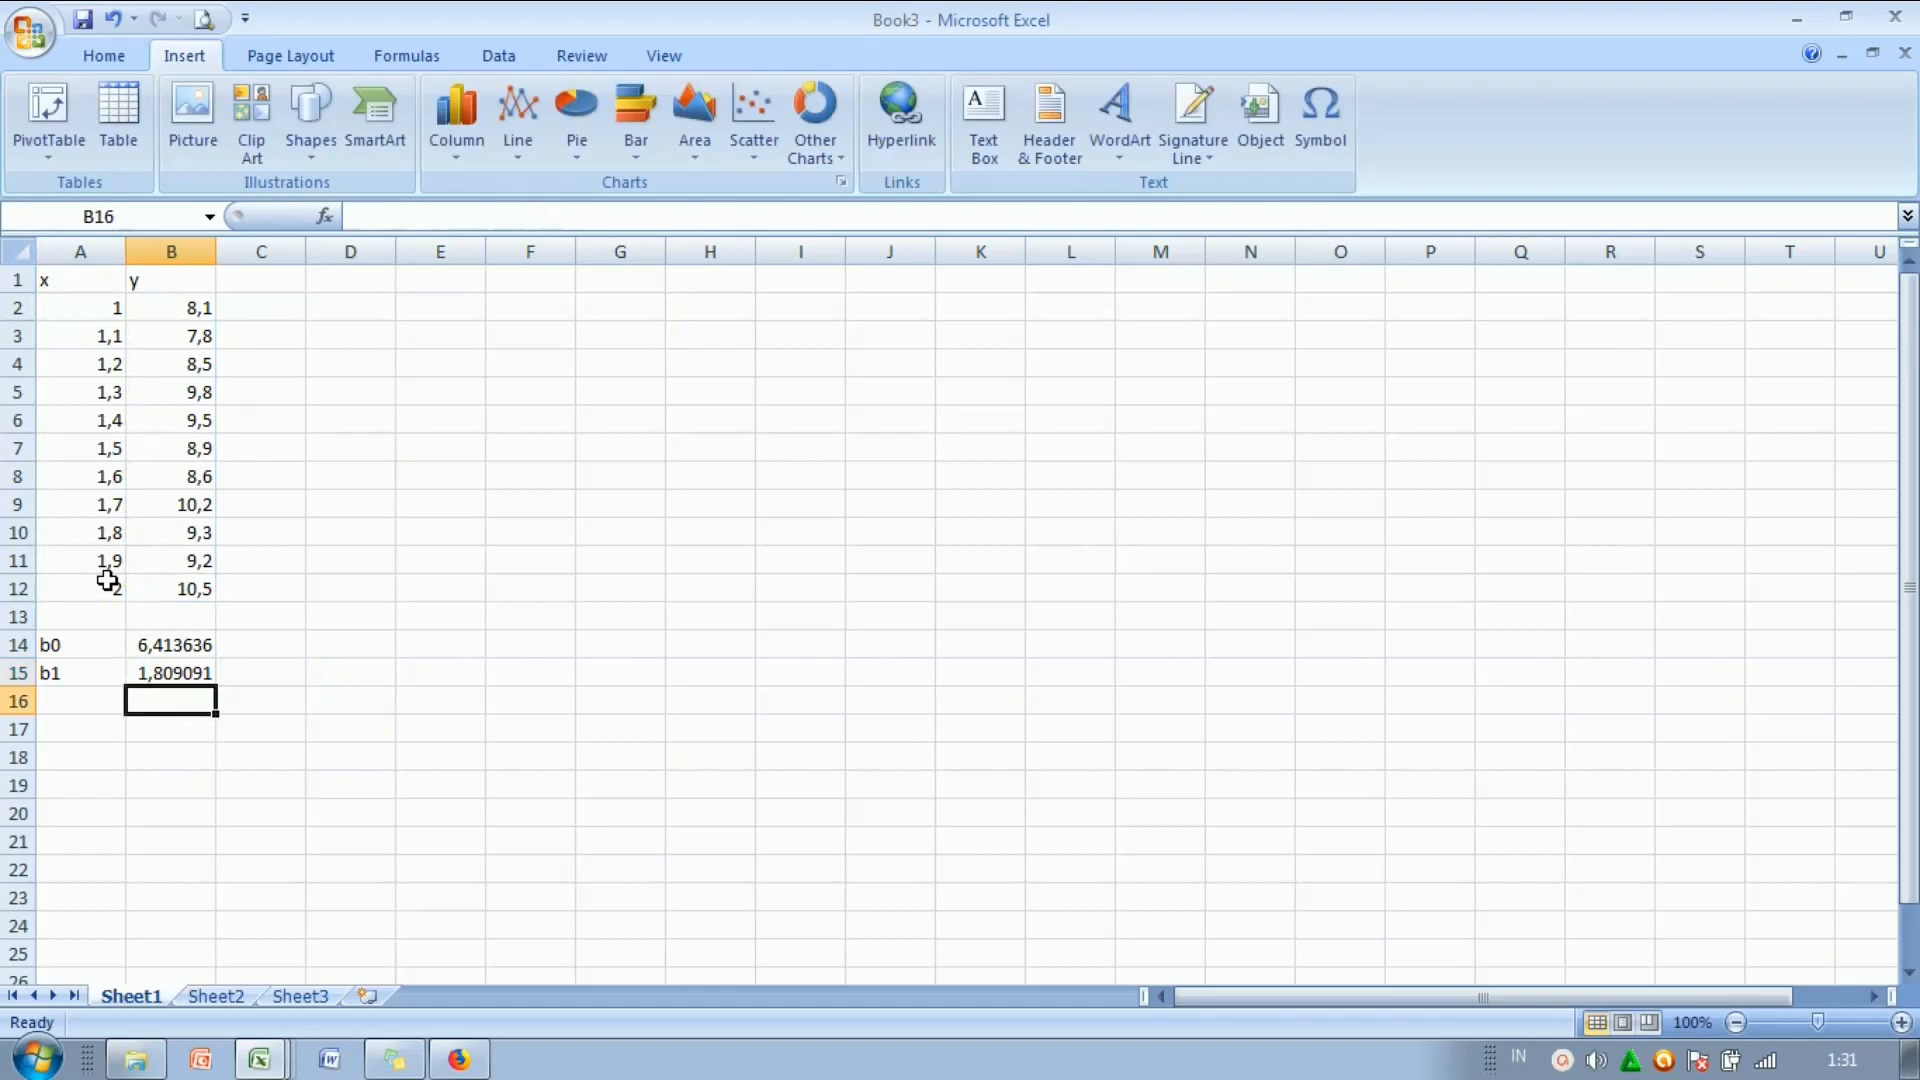 Book3 - Microsoft Excel
Home Insert Page Layout Formulas Data Review View
PivotTable Table Picture Clip Art Shapes SmartArt Column Line Pie Bar Area Scatter Other Charts Hyperlink Text Box Header & Footer WordArt Signature Line Object Symbol
Tables Illustrations Charts Links Text
B16 fx
A B C D E F G H I J K L M N O P Q R S T U
1 x y
2 1 8,1
3 1,1 7,8
4 1,2 8,5
5 1,3 9,8
6 1,4 9,5
7 1,5 8,9
8 1,6 8,6
9 1,7 10,2
10 1,8 9,3
11 1,9 9,2
12 2 10,5
13
14 b0 6,413636
15 b1 1,809091
16
17
18
19
20
21
22
23
24
25
26
Sheet1 Sheet2 Sheet3
Ready 100%
IN 1:31